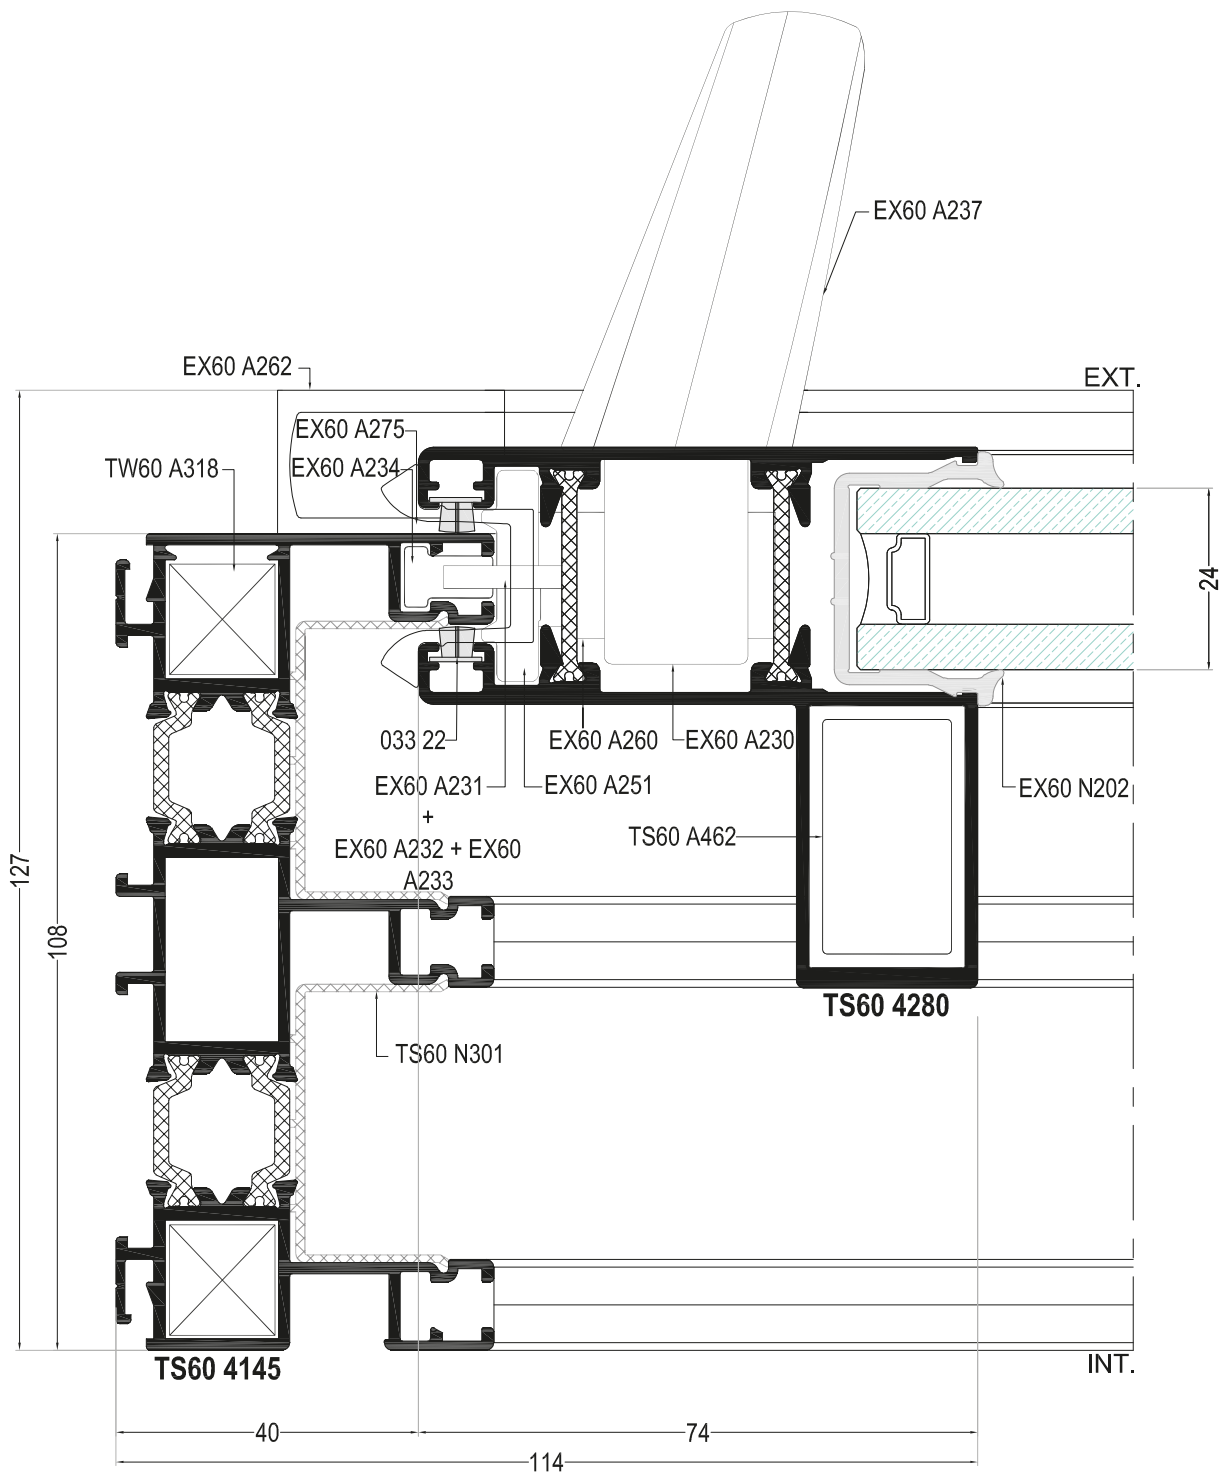 EX60 A237
EX60 A262
EXT.
EX60 A275
EX60 A234
TW60 A318
24
033 22
EX60 A260
EX60 A230
EX60 A231
EX60 A251
EX60 N202
+
TS60 A462
EX60 A232 + EX60
A233
127
108
TS60 4280
TS60 N301
INT.
TS60 4145
40
74
114